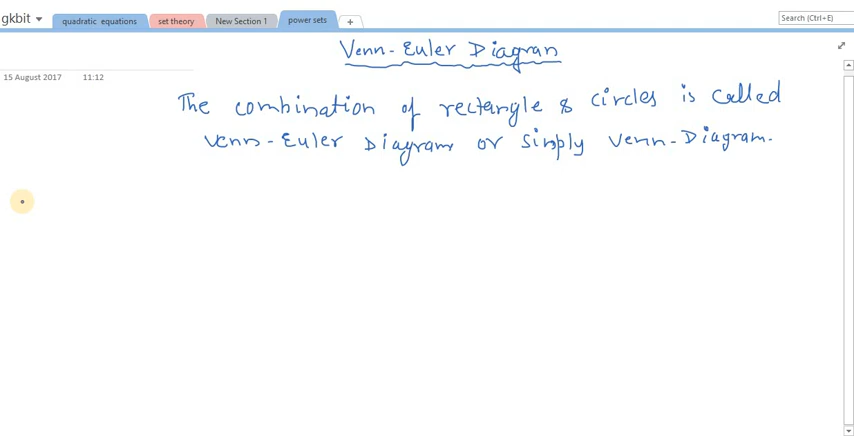 gkbit
quadratic equations
set theory
New Section 1
power sets
Search (Ctrl+E)
Venn-Euler Diagram
15 August 2017 11:12
The combination of rectangle & circles is called
Venn-Euler Diagram or simply Venn-Diagram.